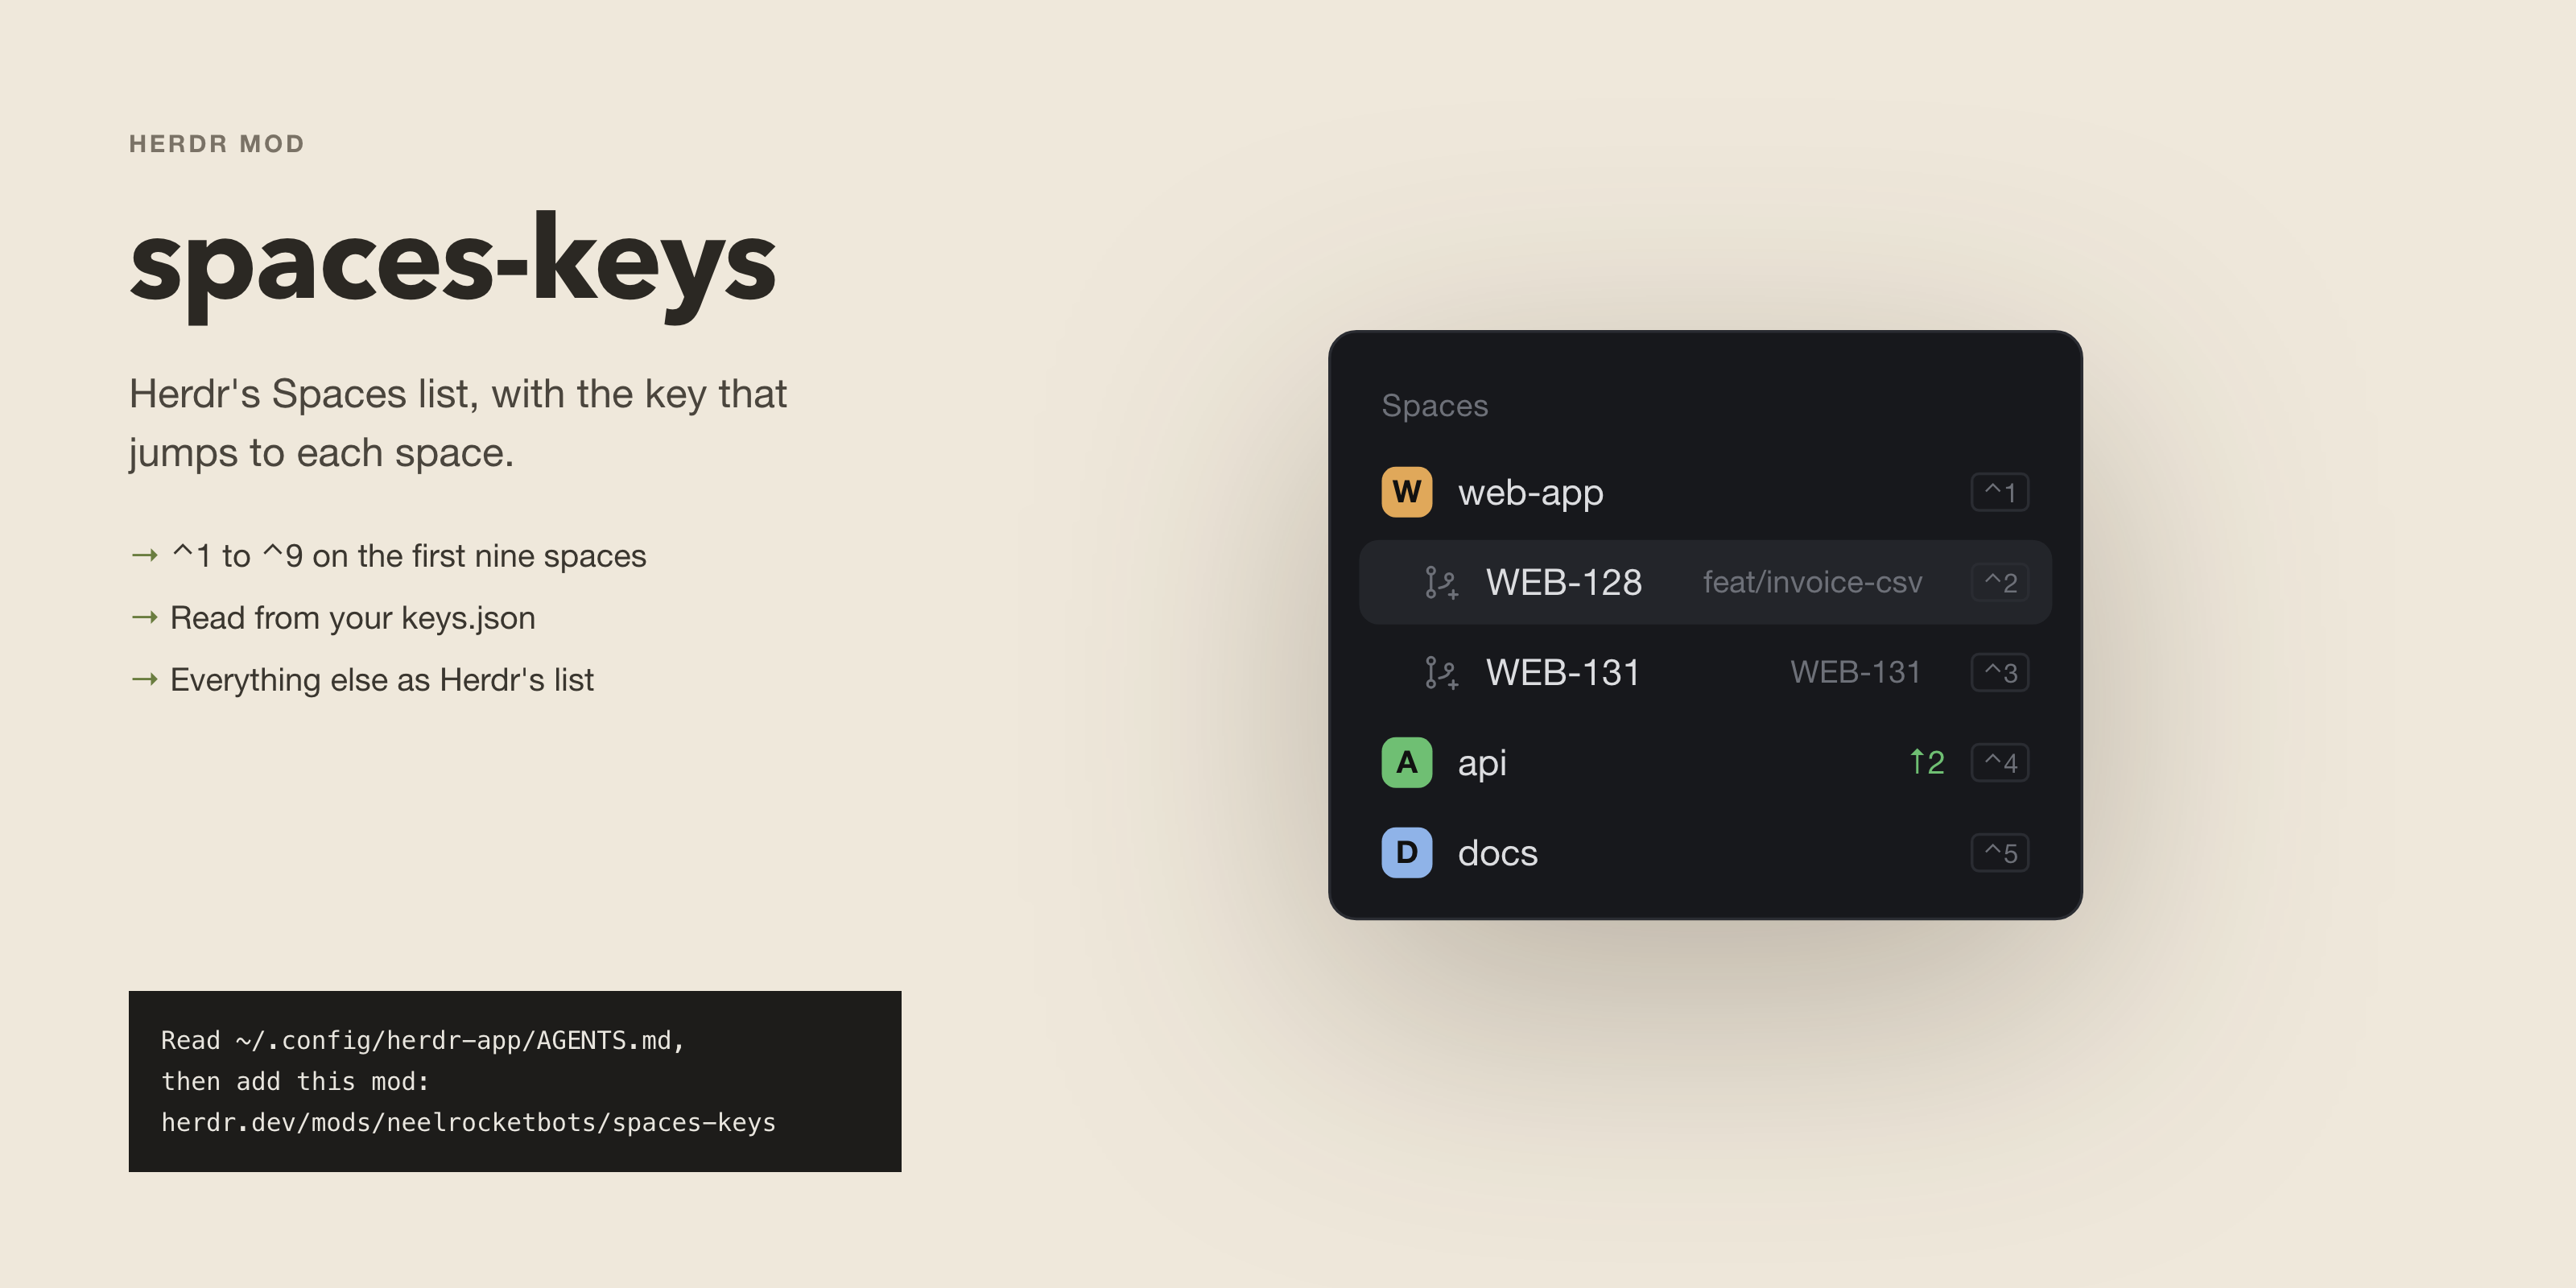 HERDR MOD
spaces-keys
Herdr's Spaces list, with the key that
jumps to each space.
→ ^1 to ^9 on the first nine spaces
→ Read from your keys.json
→ Everything else as Herdr's list
Read ~/.config/herdr-app/AGENTS.md,
then add this mod:
herdr.dev/mods/neelrocketbots/spaces-keys
Spaces
W web-app ^1
WEB-128 feat/invoice-csv ^2
WEB-131 WEB-131 ^3
A api ↑2 ^4
D docs ^5